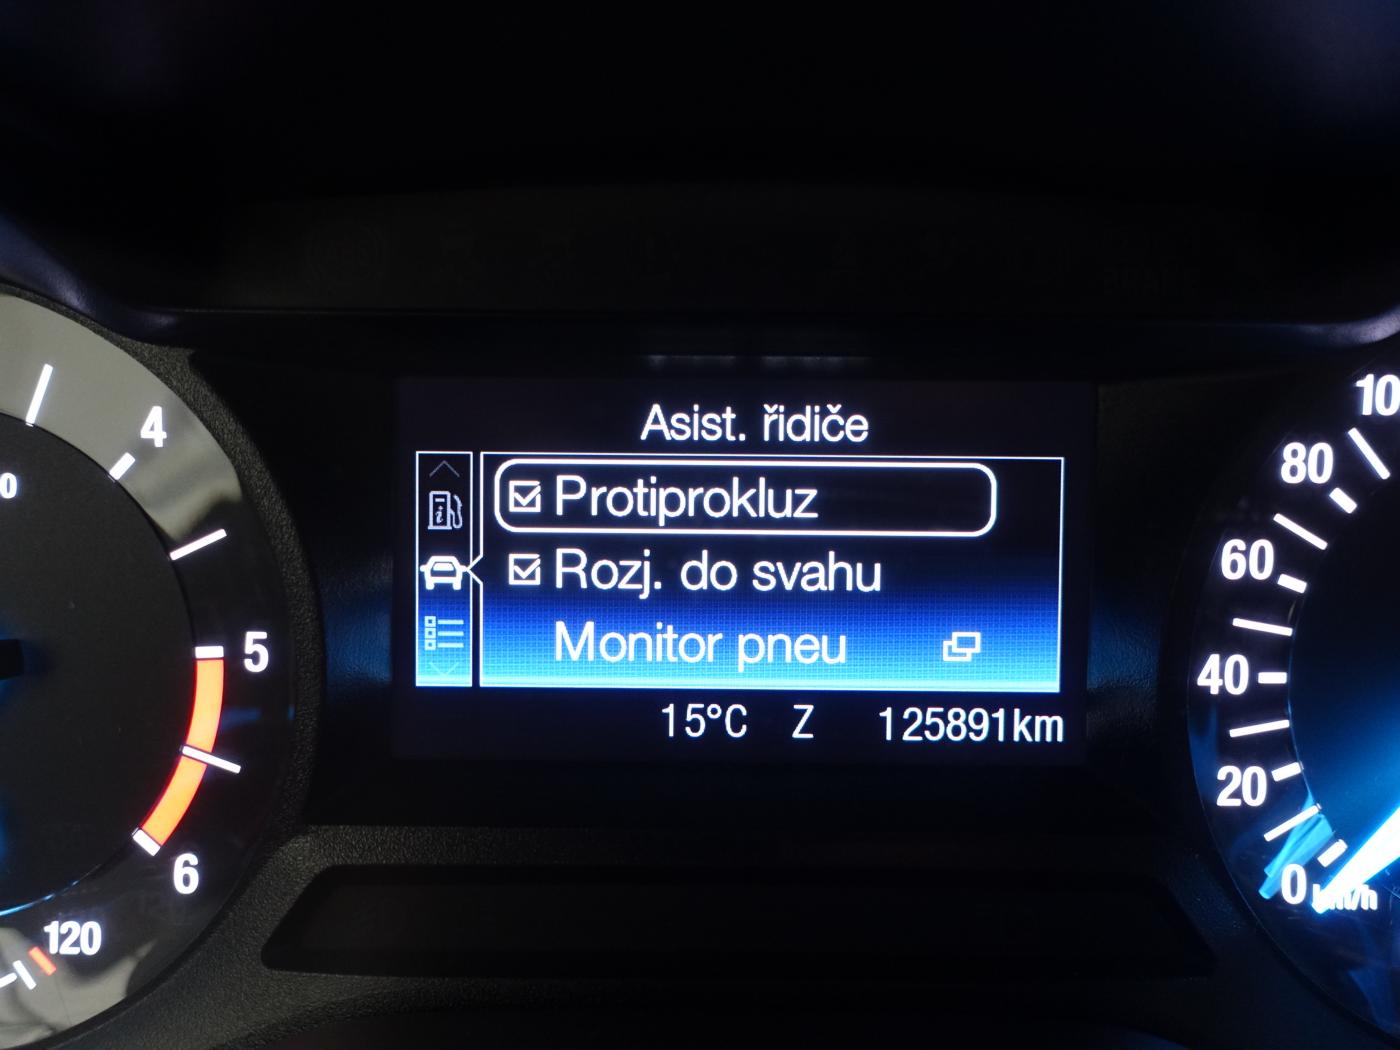 Asist. řidiče
Protiprokluz
Rozj. do svahu
Monitor pneu
15°C Z 125891km
4
5
6
120
80
60
40
20
0 km/h